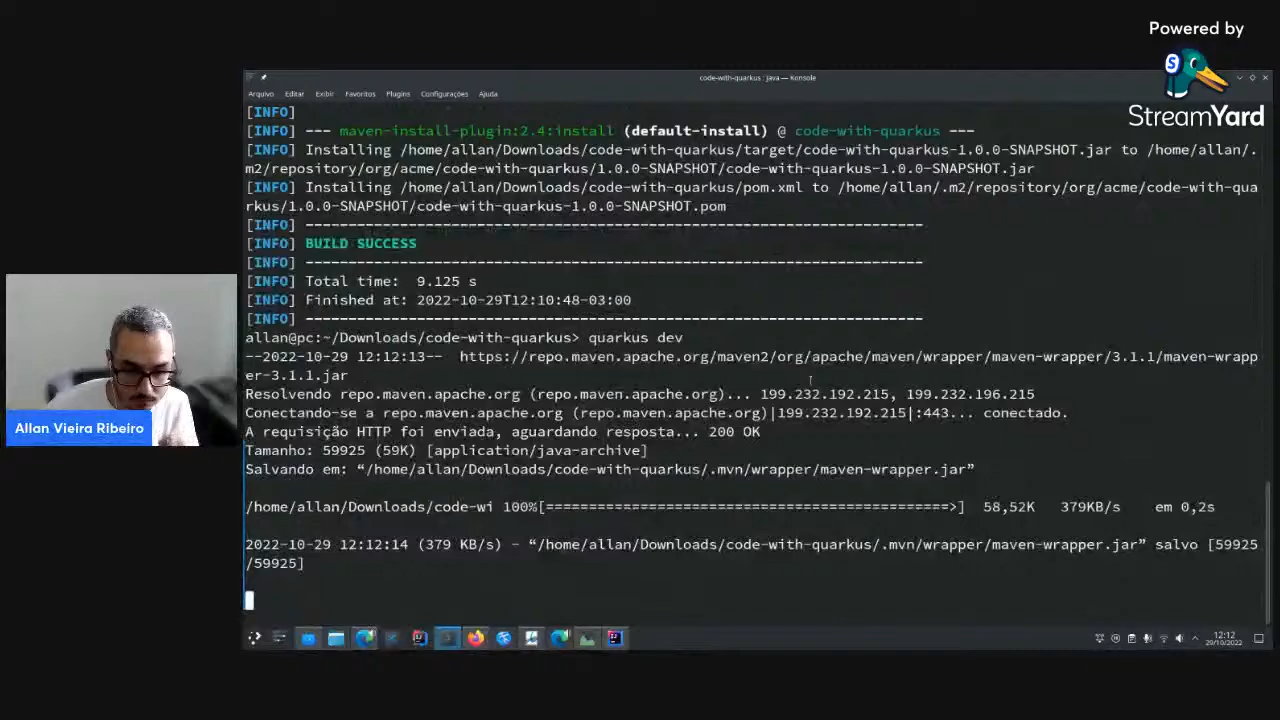 Powered by
S
StreamYard
code-with-quarkus : java — Konsole
Arquivo Editar Exibir Favoritos Plugins Configurações Ajuda
[INFO]
[INFO] --- maven-install-plugin:2.4:install (default-install) @ code-with-quarkus ---
[INFO] Installing /home/allan/Downloads/code-with-quarkus/target/code-with-quarkus-1.0.0-SNAPSHOT.jar to /home/allan/.
m2/repository/org/acme/code-with-quarkus/1.0.0-SNAPSHOT/code-with-quarkus-1.0.0-SNAPSHOT.jar
[INFO] Installing /home/allan/Downloads/code-with-quarkus/pom.xml to /home/allan/.m2/repository/org/acme/code-with-qua
rkus/1.0.0-SNAPSHOT/code-with-quarkus-1.0.0-SNAPSHOT.pom
[INFO] ------------------------------------------------------------------------
[INFO] BUILD SUCCESS
[INFO] ------------------------------------------------------------------------
[INFO] Total time:  9.125 s
[INFO] Finished at: 2022-10-29T12:10:48-03:00
[INFO] ------------------------------------------------------------------------
allan@pc:~/Downloads/code-with-quarkus> quarkus dev
--2022-10-29 12:12:13--  https://repo.maven.apache.org/maven2/org/apache/maven/wrapper/maven-wrapper/3.1.1/maven-wrapp
er-3.1.1.jar
Resolvendo repo.maven.apache.org (repo.maven.apache.org)... 199.232.192.215, 199.232.196.215
Conectando-se a repo.maven.apache.org (repo.maven.apache.org)|199.232.192.215|:443... conectado.
A requisição HTTP foi enviada, aguardando resposta... 200 OK
Tamanho: 59925 (59K) [application/java-archive]
Salvando em: “/home/allan/Downloads/code-with-quarkus/.mvn/wrapper/maven-wrapper.jar”
/home/allan/Downloads/code-wi 100%[===============================================>]  58,52K   379KB/s    em 0,2s
2022-10-29 12:12:14 (379 KB/s) - “/home/allan/Downloads/code-with-quarkus/.mvn/wrapper/maven-wrapper.jar” salvo [59925
/59925]
Allan Vieira Ribeiro
12:12
29/10/2022